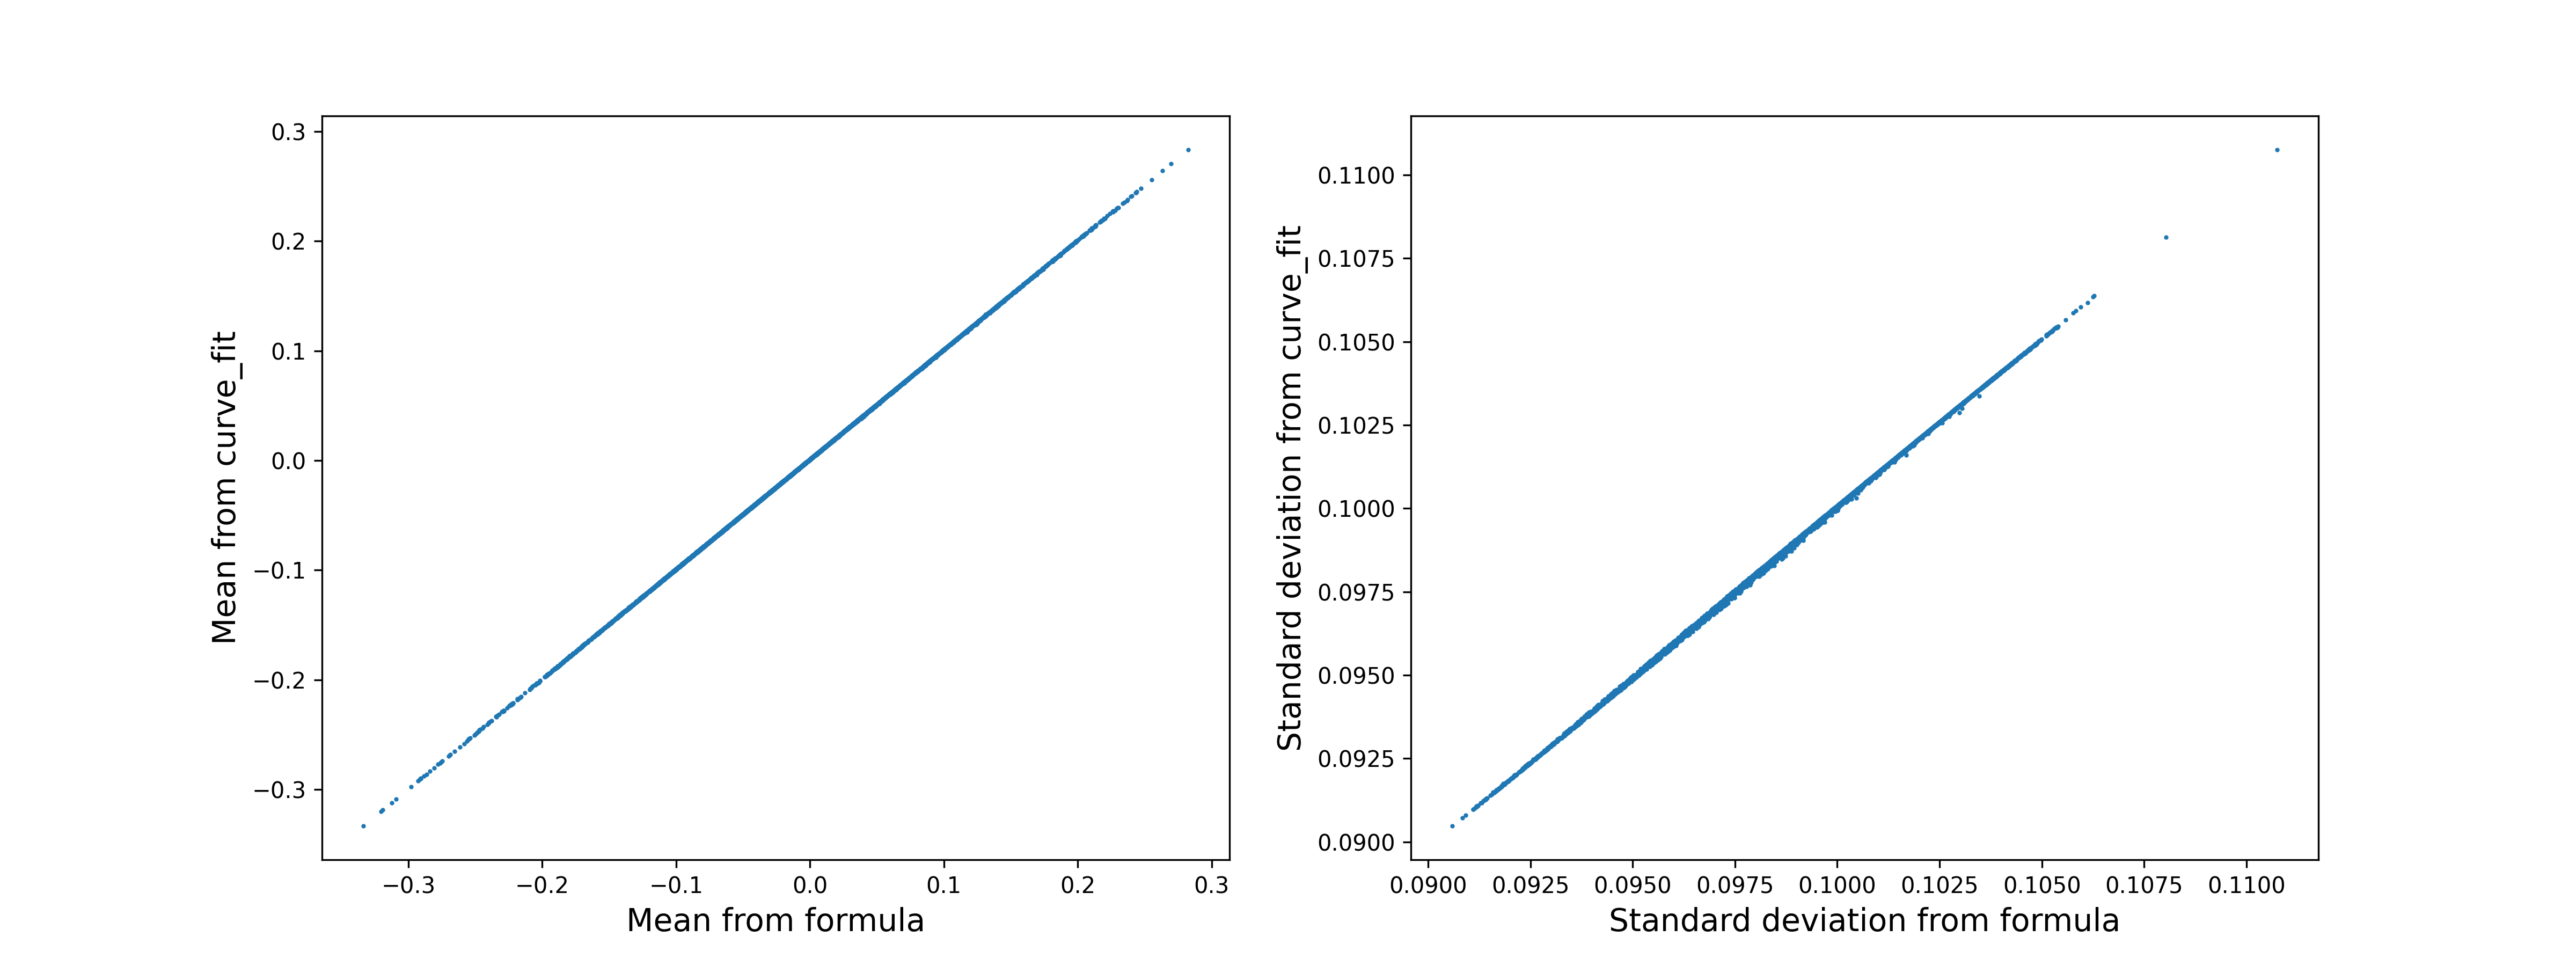 0.3
0.2
0.1
0.0
−0.1
−0.2
−0.3
Mean from curve_fit
−0.3 −0.2 −0.1 0.0 0.1 0.2 0.3
Mean from formula
0.1100
0.1075
0.1050
0.1025
0.1000
0.0975
0.0950
0.0925
0.0900
Standard deviation from curve_fit
0.0900 0.0925 0.0950 0.0975 0.1000 0.1025 0.1050 0.1075 0.1100
Standard deviation from formula